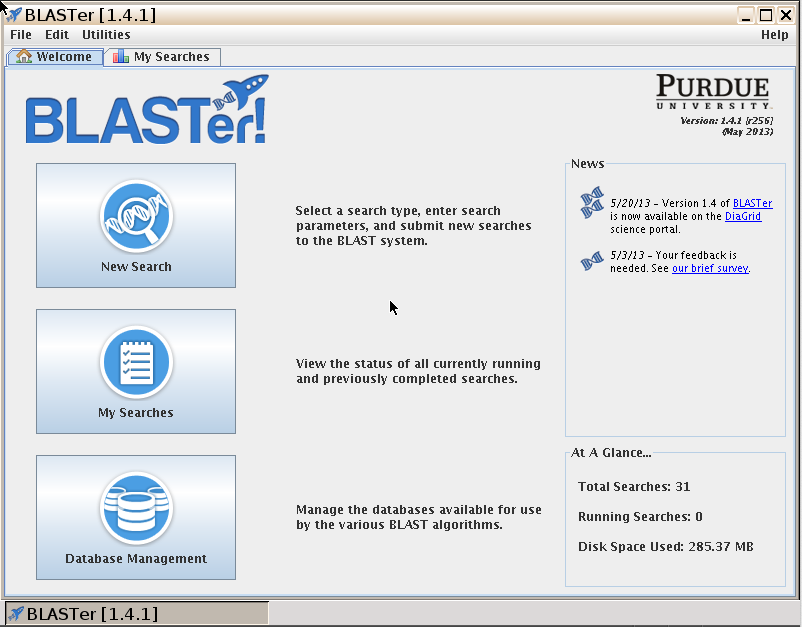 BLASTer [1.4.1]
File Edit Utilities Help
Welcome My Searches
BLASTer!
PURDUE
UNIVERSITY.
Version: 1.4.1 [r256]
(May 2013)
New Search
Select a search type, enter search
parameters, and submit new searches
to the BLAST system.
My Searches
View the status of all currently running
and previously completed searches.
Database Management
Manage the databases available for use
by the various BLAST algorithms.
News
5/20/13 - Version 1.4 of BLASTer
is now available on the DiaGrid
science portal.
5/3/13 - Your feedback is
needed. See our brief survey.
At A Glance...
Total Searches: 31
Running Searches: 0
Disk Space Used: 285.37 MB
BLASTer [1.4.1]